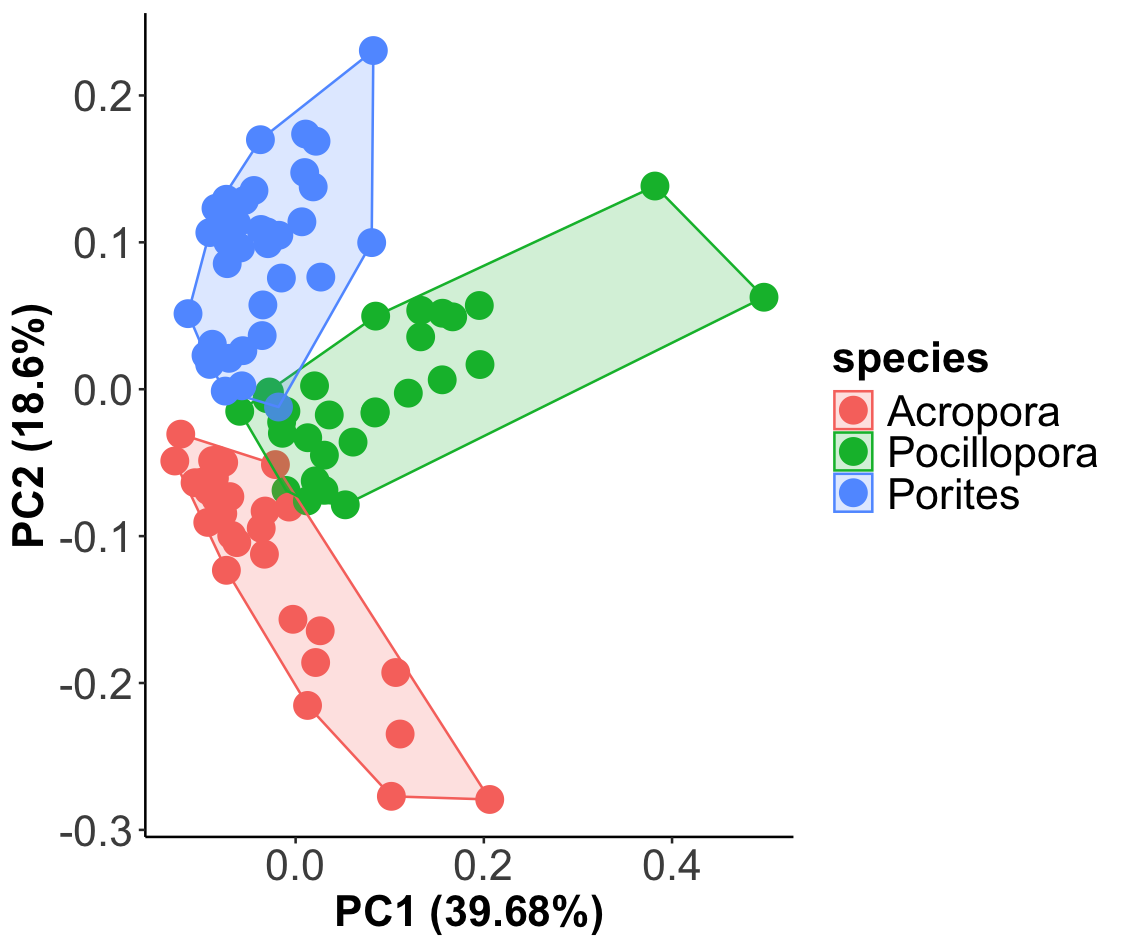 0.2
0.1
0.0
-0.1
-0.2
-0.3
PC2 (18.6%)
0.0 0.2 0.4
PC1 (39.68%)
species
Acropora
Pocillopora
Porites